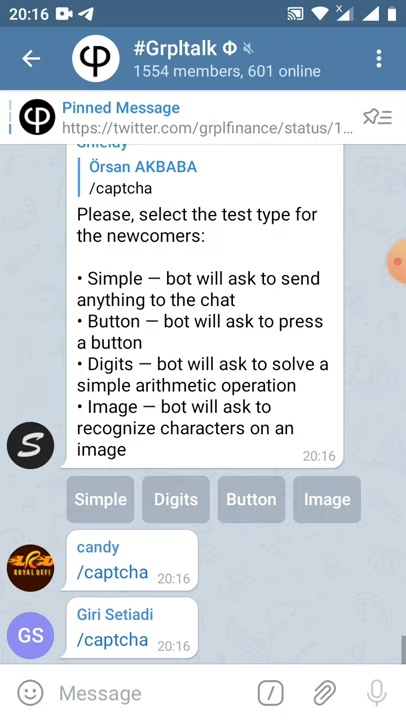 20:16
#Grpltalk Φ
1554 members, 601 online
Pinned Message
https://twitter.com/grplfinance/status/1...
Shieldy
Örsan AKBABA
/captcha
Please, select the test type for
the newcomers:
• Simple — bot will ask to send
anything to the chat
• Button — bot will ask to press
a button
• Digits — bot will ask to solve a
simple arithmetic operation
• Image — bot will ask to
recognize characters on an
image
20:16
S
Simple Digits Button Image
candy
/captcha 20:16
ROYAL DEFI
Giri Setiadi
/captcha 20:16
GS
Message